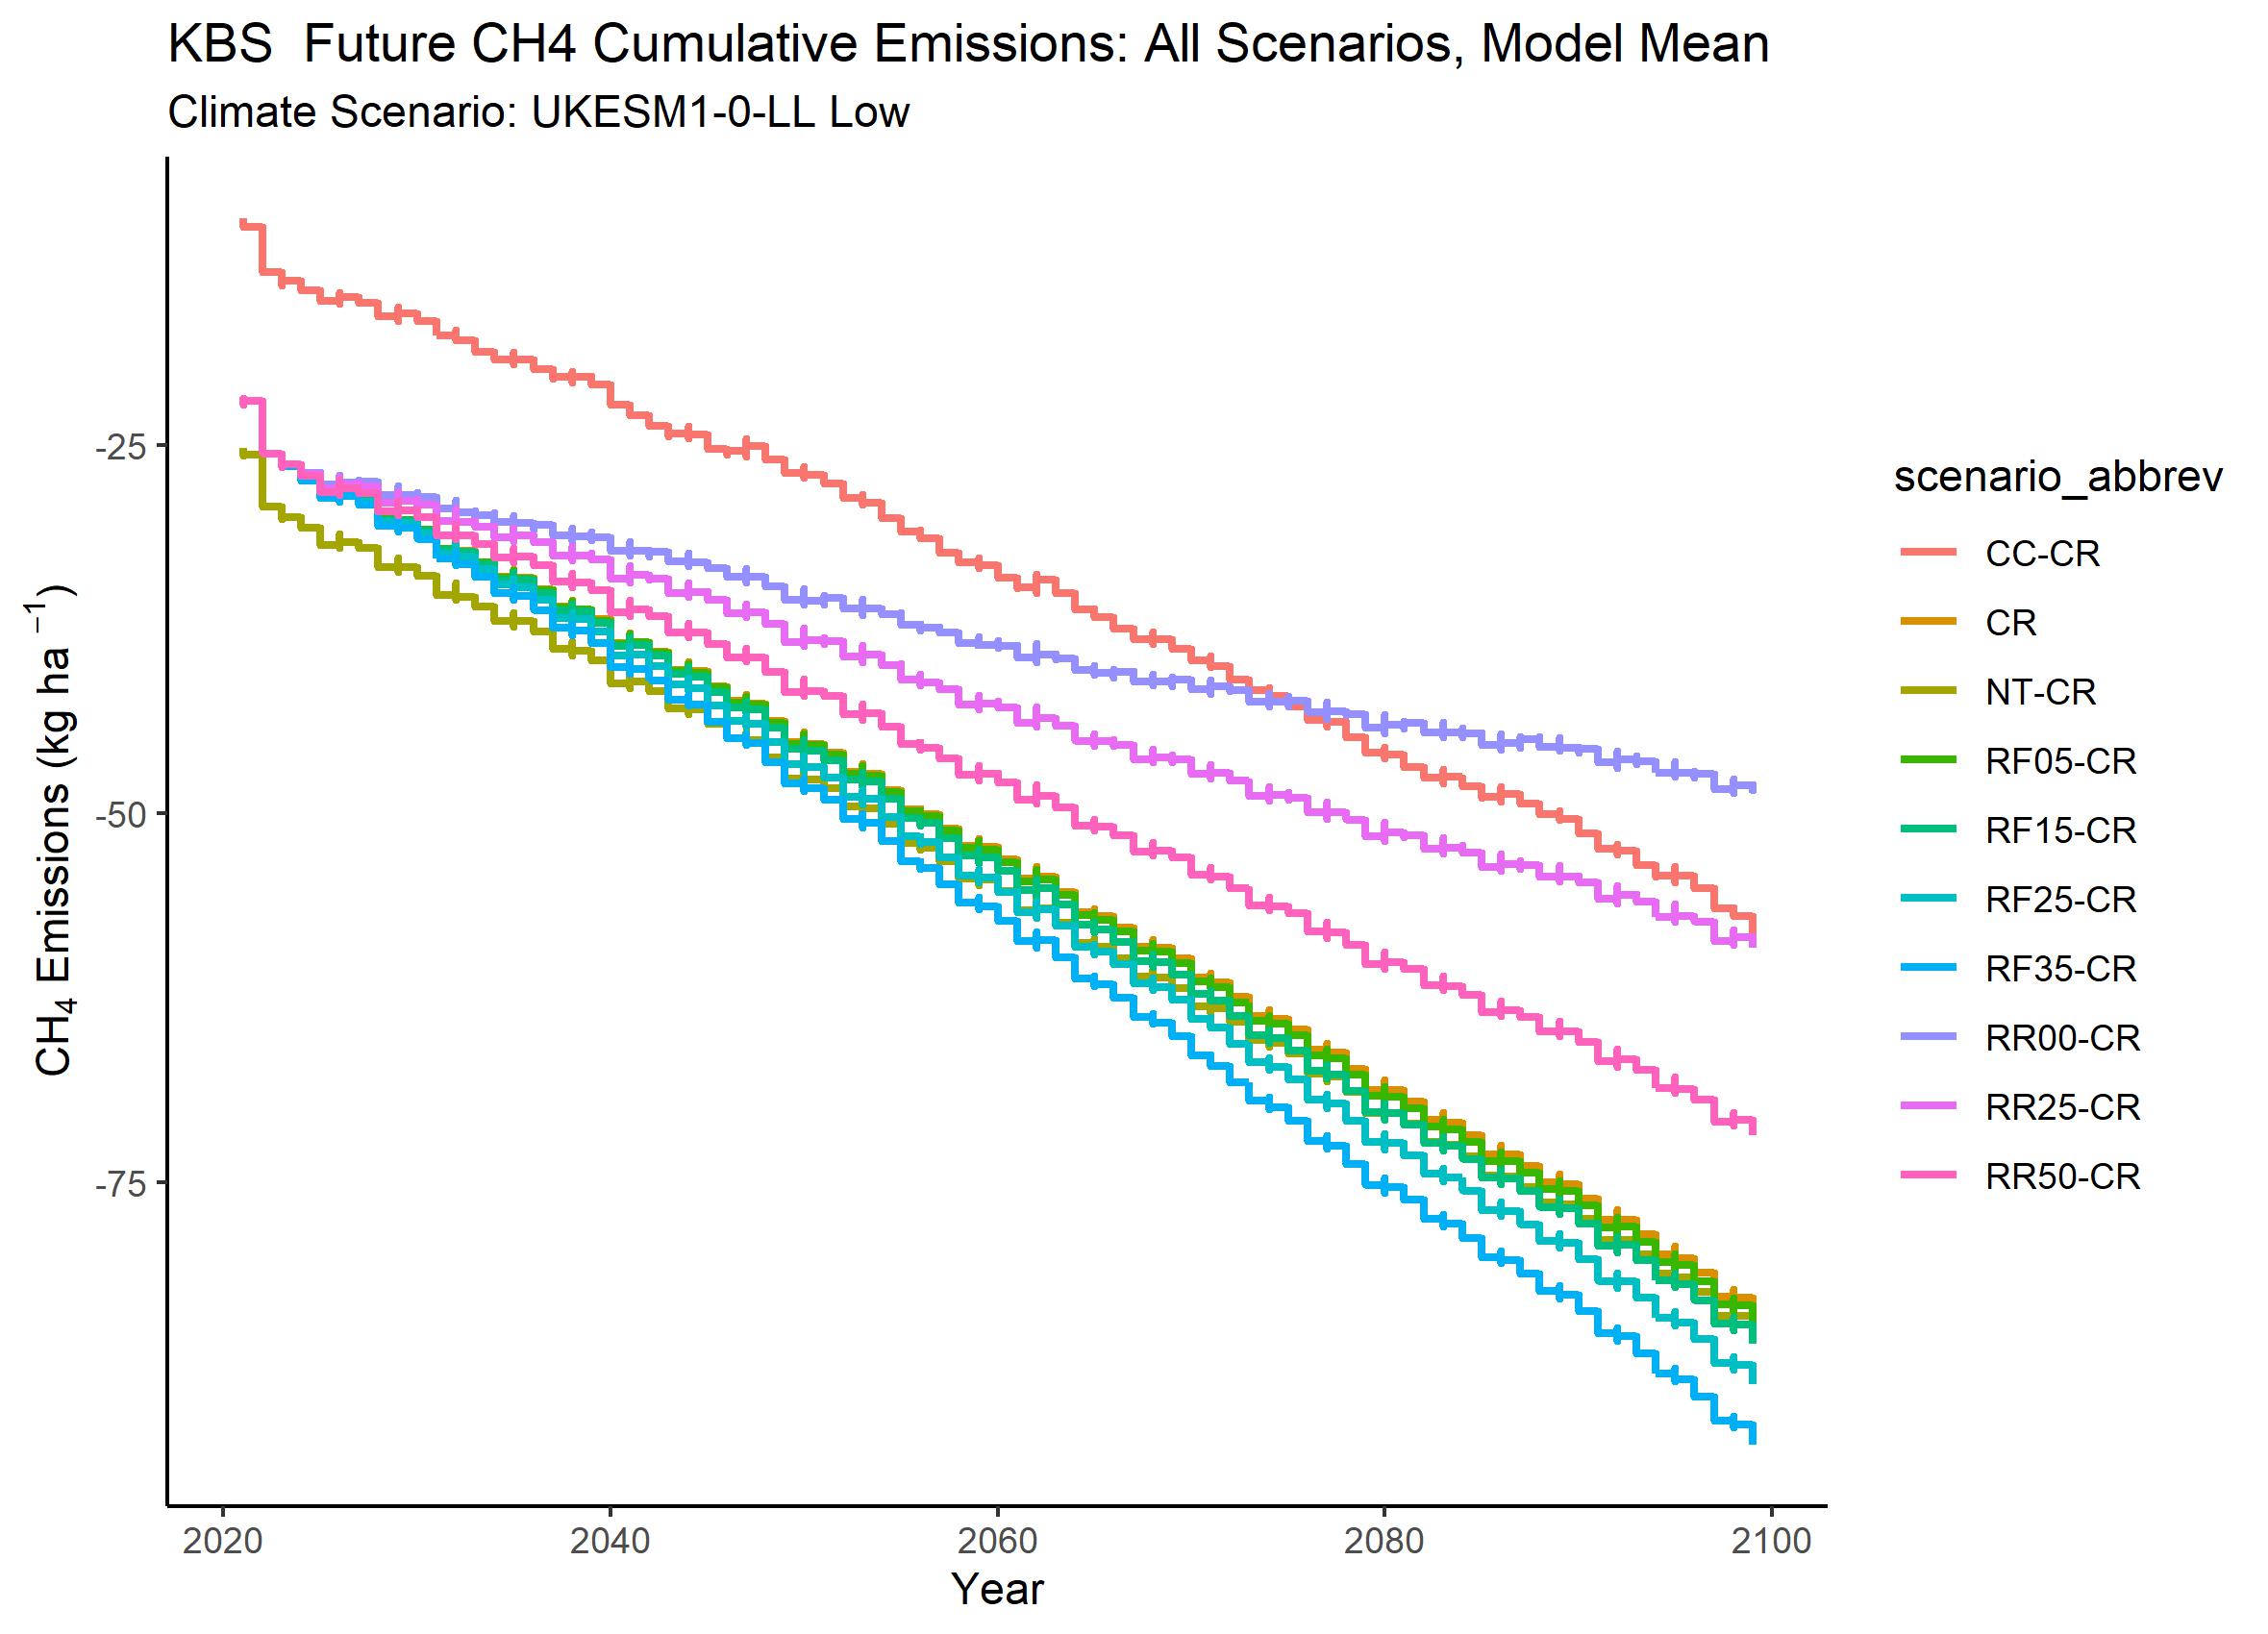 KBS  Future CH4 Cumulative Emissions: All Scenarios, Model Mean
Climate Scenario: UKESM1-0-LL Low
CH₄ Emissions (kg ha ⁻¹)
-25
-50
-75
2020 2040 2060 2080 2100
Year
scenario_abbrev
CC-CR
CR
NT-CR
RF05-CR
RF15-CR
RF25-CR
RF35-CR
RR00-CR
RR25-CR
RR50-CR